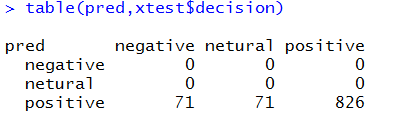 > table(pred,xtest$decision)
pred negative netural positive
negative 0 0 0
netural 0 0 0
positive 71 71 826